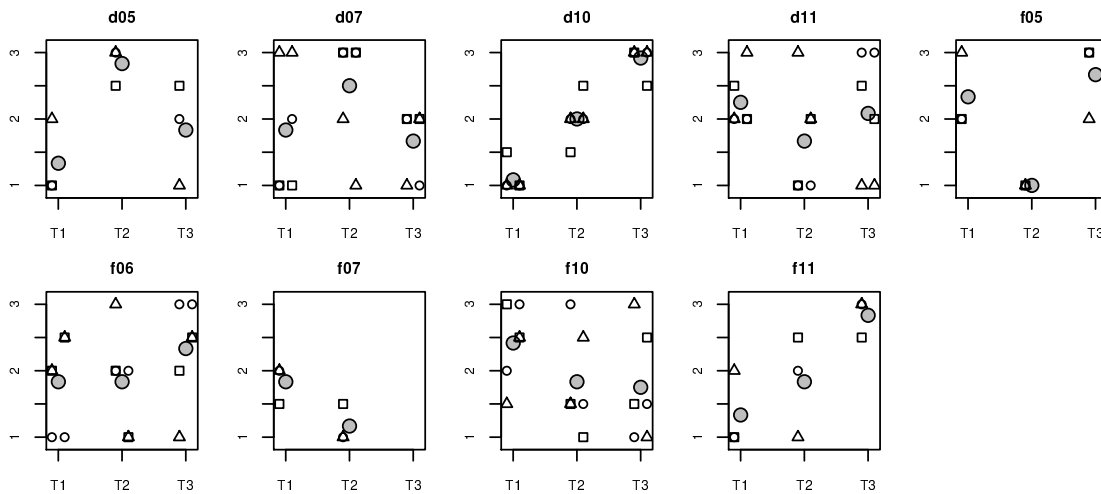 d05 d07 d10 d11 f05
3 3 3 3 3
2 2 2 2 2
1 1 1 1 1
T1 T2 T3 T1 T2 T3 T1 T2 T3 T1 T2 T3 T1 T2 T3
f06 f07 f10 f11
3 3 3 3
2 2 2 2
1 1 1 1
T1 T2 T3 T1 T2 T3 T1 T2 T3 T1 T2 T3